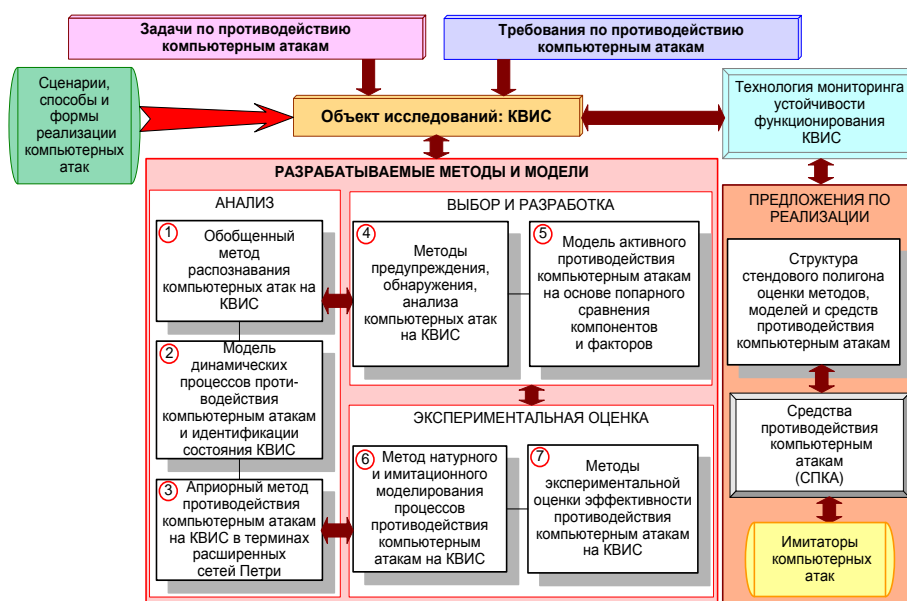 Задачи по противодействию
компьютерным атакам
Требования по противодействию
компьютерным атакам
Сценарии,
способы и
формы
реализации
компьютерных
атак
Объект исследований: КВИС
Технология мониторинга
устойчивости
функционирования
КВИС
РАЗРАБАТЫВАЕМЫЕ МЕТОДЫ И МОДЕЛИ
АНАЛИЗ
1
Обобщенный
метод
распознавания
компьютерных атак на
КВИС
2
Модель
динамических
процессов проти-
водействия
компьютерным атакам
и идентификации
состояния КВИС
3
Априорный метод
противодействия
компьютерным атакам
на КВИС в терминах
расширенных
сетей Петри
ВЫБОР И РАЗРАБОТКА
4
Методы
предупреждения,
обнаружения,
анализа
компьютерных атак
на КВИС
5
Модель активного
противодействия
компьютерным атакам
на основе попарного
сравнения
компонентов
и факторов
ЭКСПЕРИМЕНТАЛЬНАЯ ОЦЕНКА
6
Метод натурного
и имитационного
моделирования
процессов
противодействия
компьютерным
атакам на КВИС
7
Методы
экспериментальной
оценки эффективности
противодействия
компьютерным атакам
на КВИС
ПРЕДЛОЖЕНИЯ ПО
РЕАЛИЗАЦИИ
Структура
стендового полигона
оценки методов,
моделей и средств
противодействия
компьютерным атакам
Средства
противодействия
компьютерным
атакам
(СПКА)
Имитаторы
компьютерных
атак